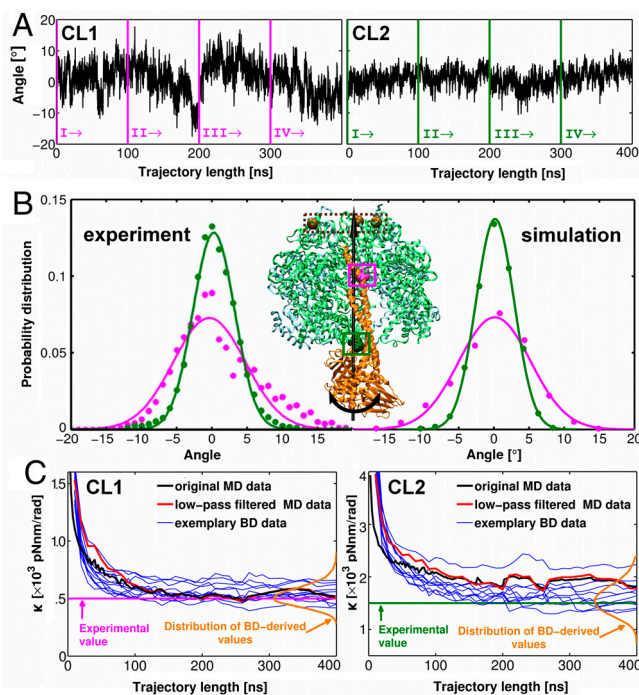 A
CL1
CL2
Angle [°]
20
10
0
−10
−20
I→
II→
III→
IV→
I→
II→
III→
IV→
0
100
200
300
0
100
200
300
400
Trajectory length [ns]
Trajectory length [ns]
B
0.15
0.1
0.05
0
Probability distribution
experiment
simulation
−20
−15
−10
−5
0
5
10
15
−15
−10
−5
0
5
10
15
20
Angle
Angle [°]
C
CL1
CL2
15
10
.5
0
4
3
2
1
κ [×10³ pNnm/rad]
κ [×10³ pNnm/rad]
original MD data
low−pass filtered MD data
exemplary BD data
original MD data
low−pass filtered MD data
exemplary BD data
Experimental
value
Distribution of BD−derived
values
Experimental
value
Distribution of BD−derived
values
0
100
200
300
400
0
100
200
300
400
Trajectory length [ns]
Trajectory length [ns]